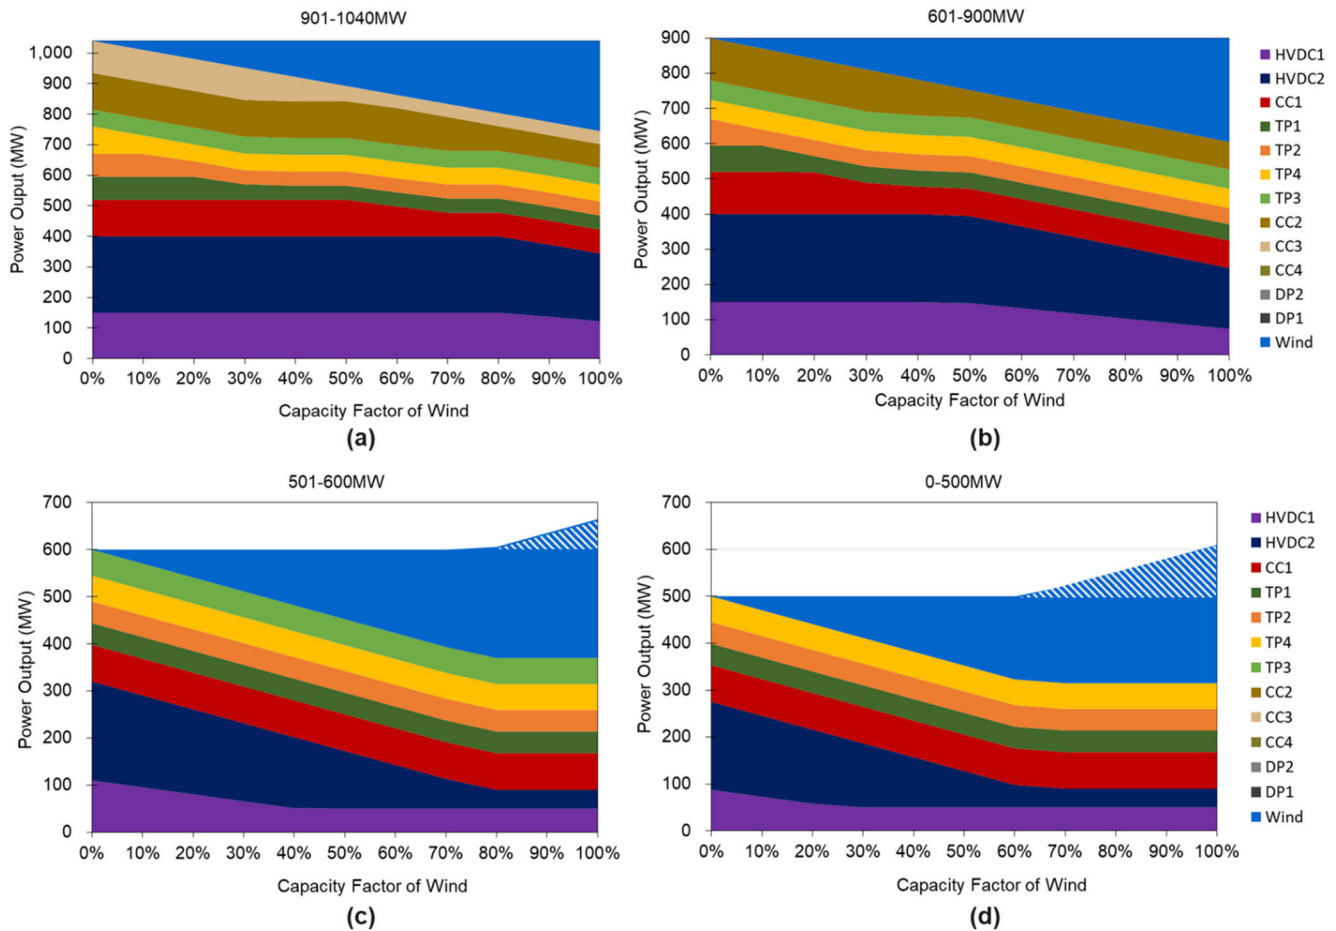 901-1040MW
Power Ouput (MW)
1,000
900
800
700
600
500
400
300
200
100
0
0% 10% 20% 30% 40% 50% 60% 70% 80% 90% 100%
Capacity Factor of Wind
(a)
601-900MW
Power Output (MW)
900
800
700
600
500
400
300
200
100
0
0% 10% 20% 30% 40% 50% 60% 70% 80% 90% 100%
Capacity Factor of Wind
(b)
HVDC1
HVDC2
CC1
TP1
TP2
TP4
TP3
CC2
CC3
CC4
DP2
DP1
Wind
501-600MW
Power Output (MW)
700
600
500
400
300
200
100
0
0% 10% 20% 30% 40% 50% 60% 70% 80% 90% 100%
Capacity Factor of Wind
(c)
0-500MW
Power Output (MW)
700
600
500
400
300
200
100
0
0% 10% 20% 30% 40% 50% 60% 70% 80% 90% 100%
Capacity Factor of Wind
(d)
HVDC1
HVDC2
CC1
TP1
TP2
TP4
TP3
CC2
CC3
CC4
DP2
DP1
Wind